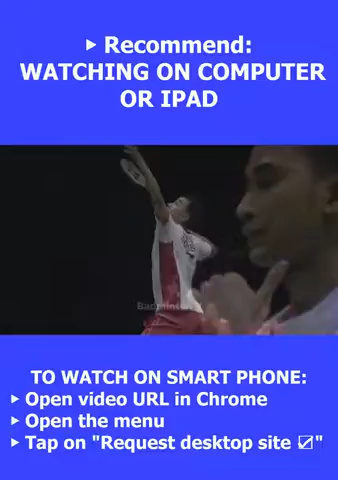 ▶ Recommend:
WATCHING ON COMPUTER
OR IPAD
TO WATCH ON SMART PHONE:
▶ Open video URL in Chrome
▶ Open the menu
▶ Tap on "Request desktop site ☑"